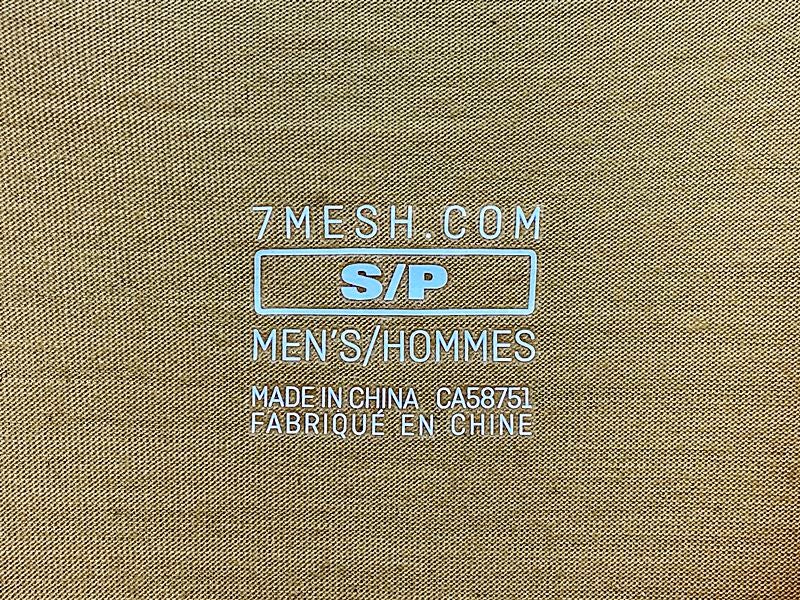 7MESH.COM
S/P
MEN'S/HOMMES
MADE IN CHINA CA58751
FABRIQUÉ EN CHINE